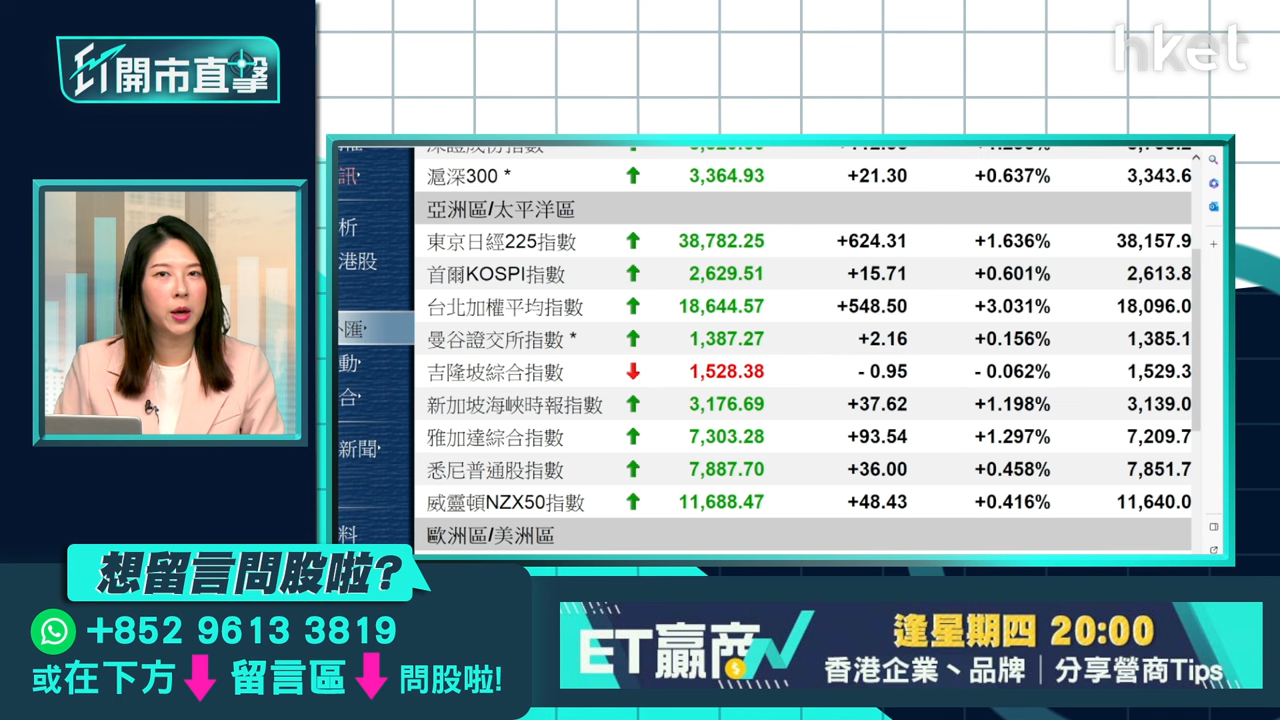 ET開市直擊
hket
訊
滬深300 * 3,364.93 +21.30 +0.637% 3,343.6
亞洲區/太平洋區
析
東京日經225指數 38,782.25 +624.31 +1.636% 38,157.9
港股
首爾KOSPI指數 2,629.51 +15.71 +0.601% 2,613.8
台北加權平均指數 18,644.57 +548.50 +3.031% 18,096.0
匯
曼谷證交所指數 * 1,387.27 +2.16 +0.156% 1,385.1
動
吉隆坡綜合指數 1,528.38 - 0.95 - 0.062% 1,529.3
合
新加坡海峽時報指數 3,176.69 +37.62 +1.198% 3,139.0
新聞
雅加達綜合指數 7,303.28 +93.54 +1.297% 7,209.7
悉尼普通股指數 7,887.70 +36.00 +0.458% 7,851.7
威靈頓NZX50指數 11,688.47 +48.43 +0.416% 11,640.0
料
歐洲區/美洲區
想留言問股啦?
+852 9613 3819
或在下方 留言區 問股啦!
ET贏商
逢星期四 20:00
香港企業、品牌｜分享營商Tips